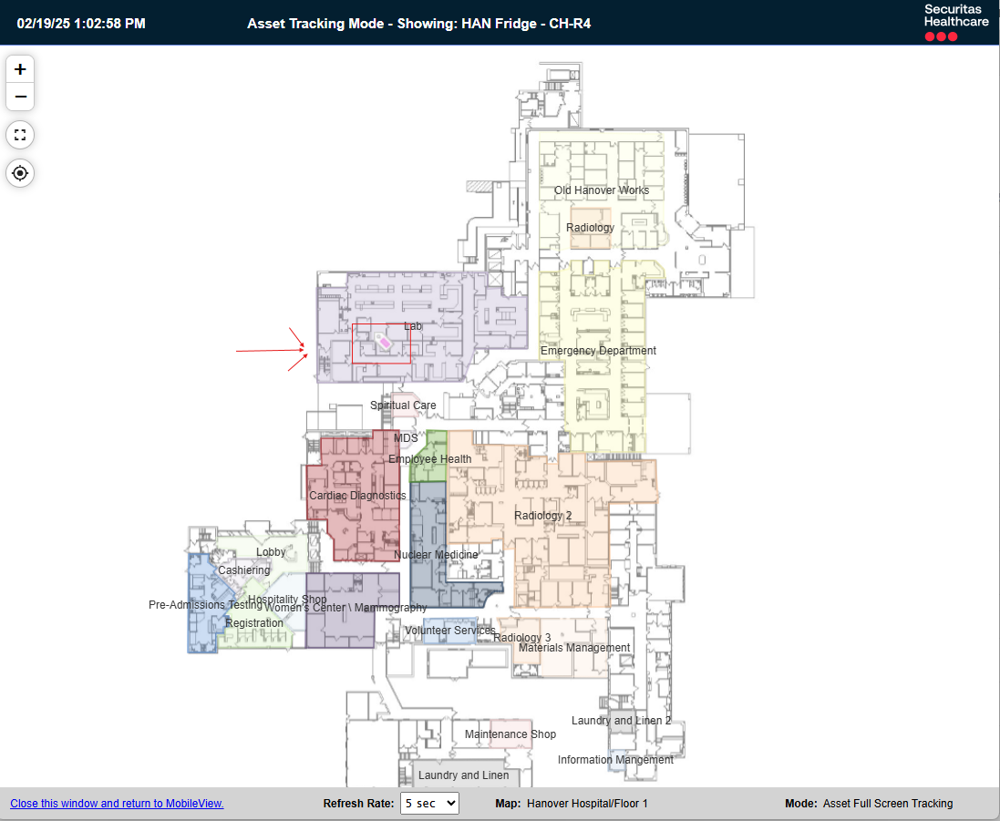 02/19/25 1:02:58 PM
Asset Tracking Mode - Showing: HAN Fridge - CH-R4
Securitas
Healthcare
+
−
Old Hanover Works
Radiology
Lab
Emergency Department
Spiritual Care
MDS
Employee Health
Cardiac Diagnostics
Radiology 2
Lobby
Nuclear Medicine
Cashiering
Hospitality Shop
Pre-Admissions Testing
Women's Center \ Mammography
Registration
Volunteer Services
Radiology 3
Materials Management
Laundry and Linen 2
Maintenance Shop
Information Mangement
Laundry and Linen
Close this window and return to MobileView.
Refresh Rate: 5 sec
Map: Hanover Hospital/Floor 1
Mode: Asset Full Screen Tracking